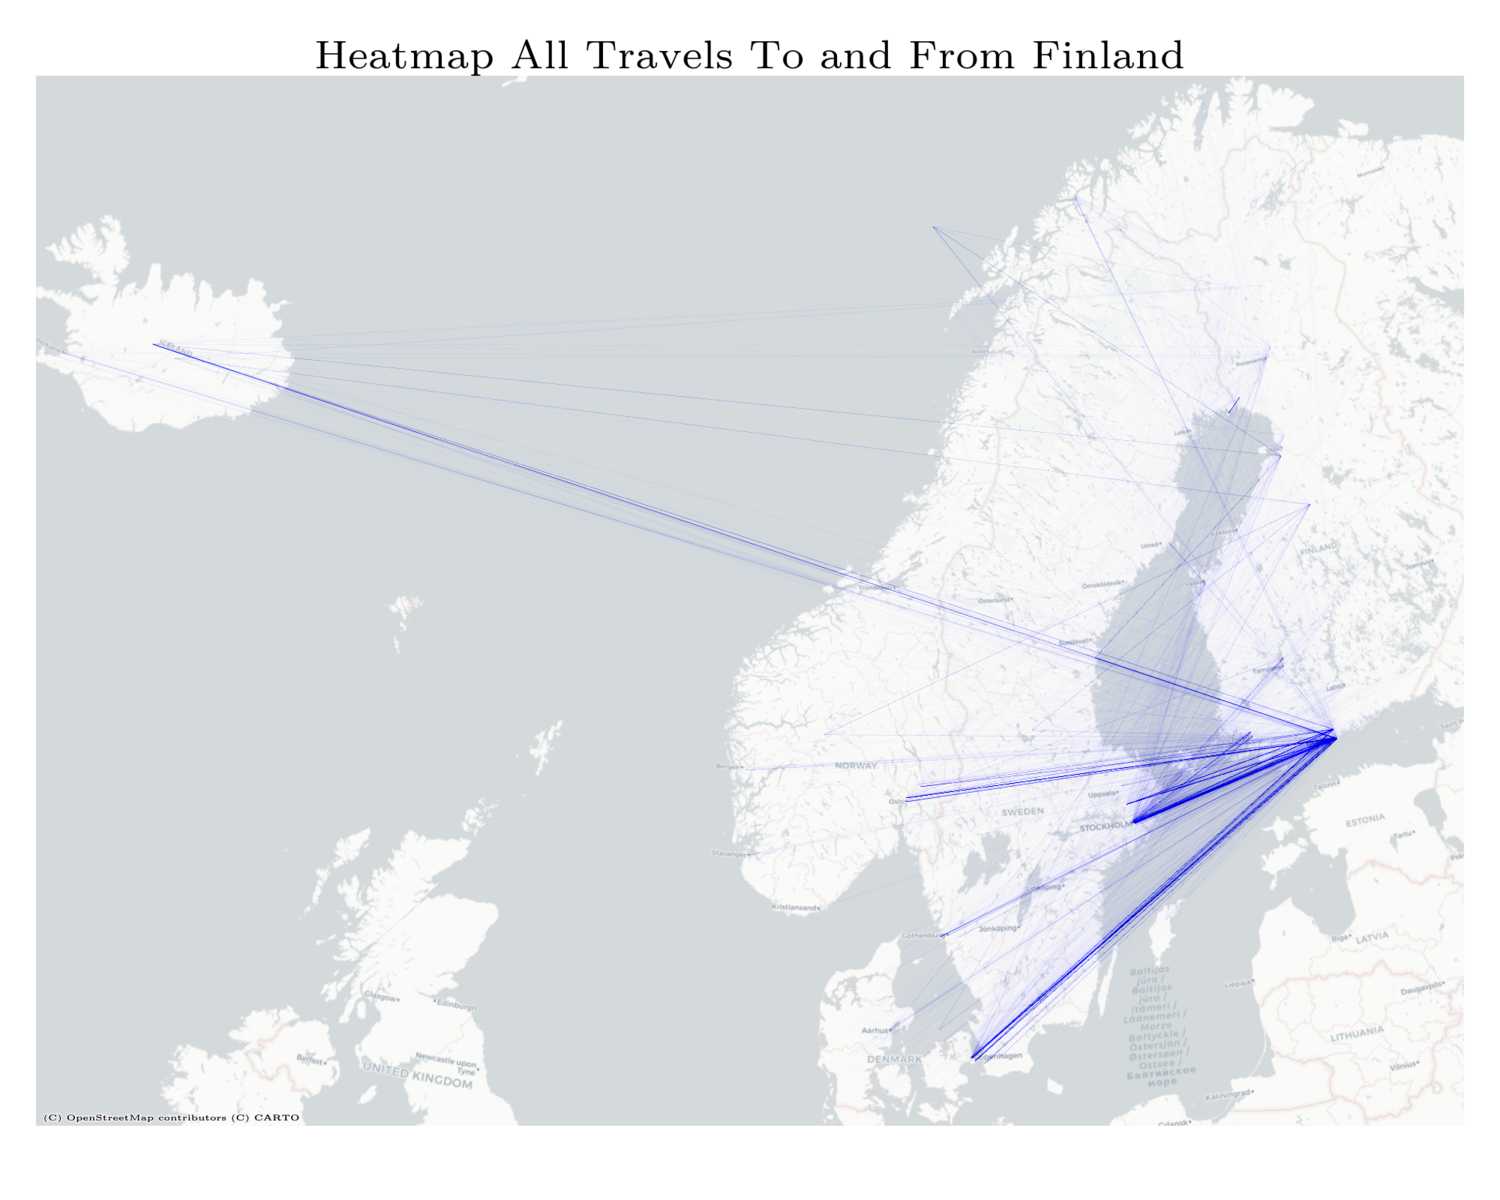 Heatmap All Travels To and From Finland
ICELAND
Umeå
Örnsköldsvik
FINLAND
Östersund
Trondheim
Sundsvall
Tampere
Lahti
Bergen
NORWAY
Oslo
Uppsala
Tallinn
SWEDEN
STOCKHOLM
ESTONIA
Tartu
Stavanger
Linköping
Kristiansand
Gothenburg
Jönköping
Riga
LATVIA
Baltijas
jūra /
Baltijos
jūra /
Itämeri /
Läänemeri /
Morze
Bałtyckie /
Östersjön /
Østersøen /
Ostsee /
Балтийское
море
Liepāja
Daugavpils
Glasgow
Edinburgh
Aarhus
LITHUANIA
Belfast
Newcastle upon
Tyne
UNITED KINGDOM
DENMARK
Copenhagen
Vilnius
Kaliningrad
Gdansk
(C) OpenStreetMap contributors (C) CARTO